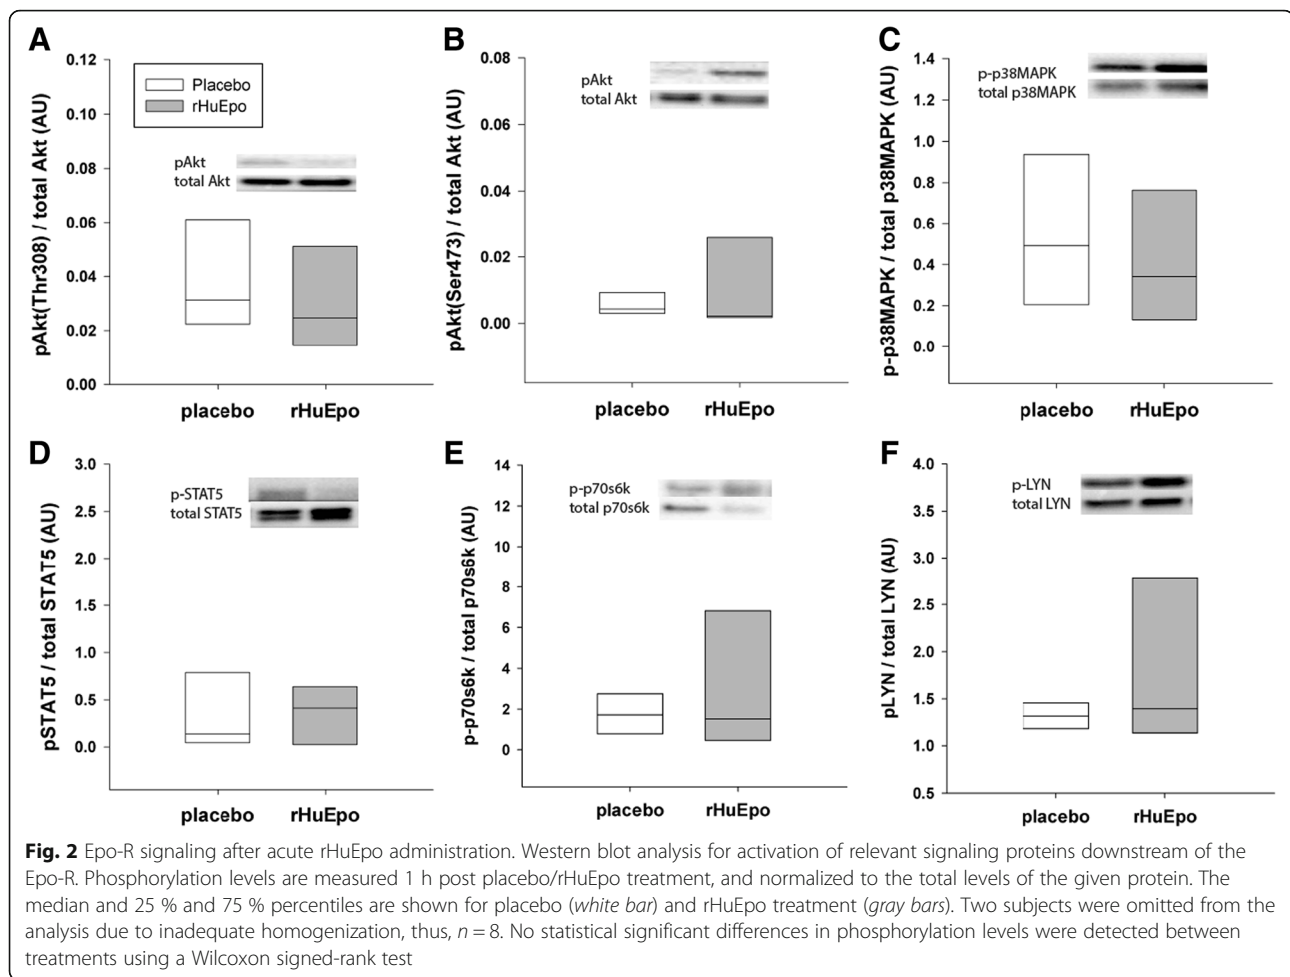 A
pAkt(Thr308) / total Akt (AU)
0.12
0.10
0.08
0.06
0.04
0.02
0.00
Placebo
rHuEpo
pAkt
total Akt
placebo
rHuEpo
B
pAkt(Ser473) / total Akt (AU)
0.08
0.06
0.04
0.02
0.00
pAkt
total Akt
placebo
rHuEpo
C
p-p38MAPK / total p38MAPK (AU)
1.4
1.2
1.0
0.8
0.6
0.4
0.2
0.0
p-p38MAPK
total p38MAPK
placebo
rHuEpo
D
pSTAT5 / total STAT5 (AU)
3.0
2.5
2.0
1.5
1.0
0.5
0.0
p-STAT5
total STAT5
placebo
rHuEpo
E
p-p70s6k / total p70s6k (AU)
14
12
10
8
6
4
2
0
p-p70s6k
total p70s6k
placebo
rHuEpo
F
pLYN / total LYN (AU)
4.0
3.5
3.0
2.5
2.0
1.5
1.0
0.5
p-LYN
total LYN
placebo
rHuEpo
Fig. 2 Epo-R signaling after acute rHuEpo administration. Western blot analysis for activation of relevant signaling proteins downstream of the
Epo-R. Phosphorylation levels are measured 1 h post placebo/rHuEpo treatment, and normalized to the total levels of the given protein. The
median and 25 % and 75 % percentiles are shown for placebo (white bar) and rHuEpo treatment (gray bars). Two subjects were omitted from the
analysis due to inadequate homogenization, thus, n = 8. No statistical significant differences in phosphorylation levels were detected between
treatments using a Wilcoxon signed-rank test